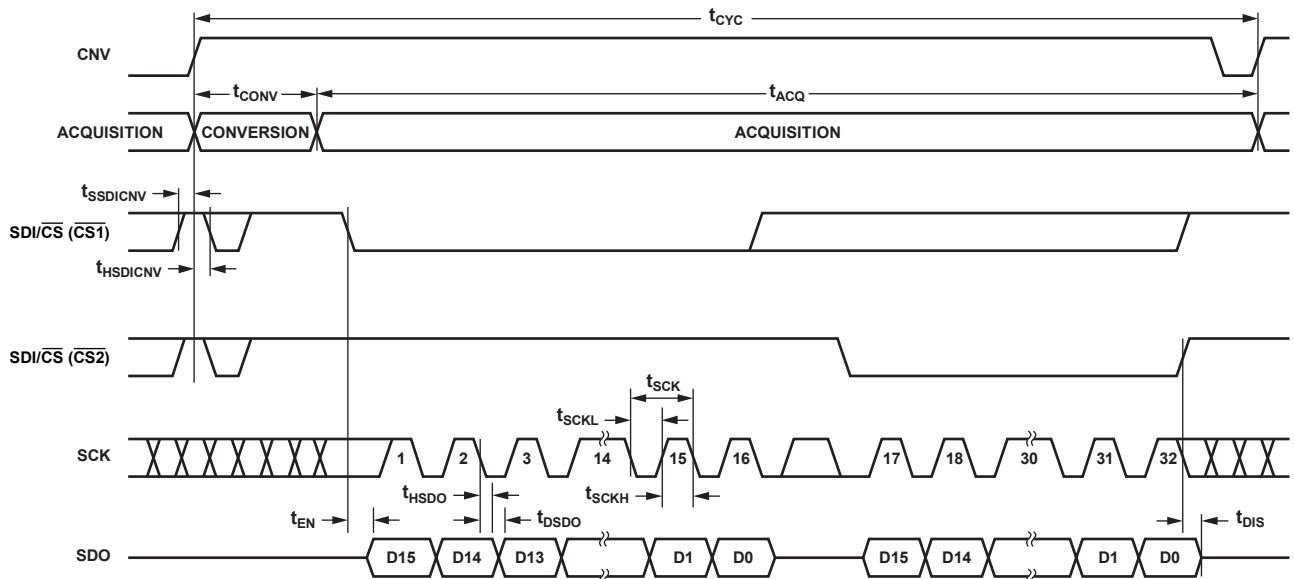 tCYC
CNV
tCONV
tACQ
ACQUISITION CONVERSION ACQUISITION
tSSDICNV
SDI/CS (CS1)
tHSDICNV
SDI/CS (CS2)
tSCK
tSCKL
SCK 1 2 3 14 15 16 17 18 30 31 32
tHSDO
tSCKH
tEN
tDSDO
tDIS
SDO D15 D14 D13 D1 D0 D15 D14 D1 D0